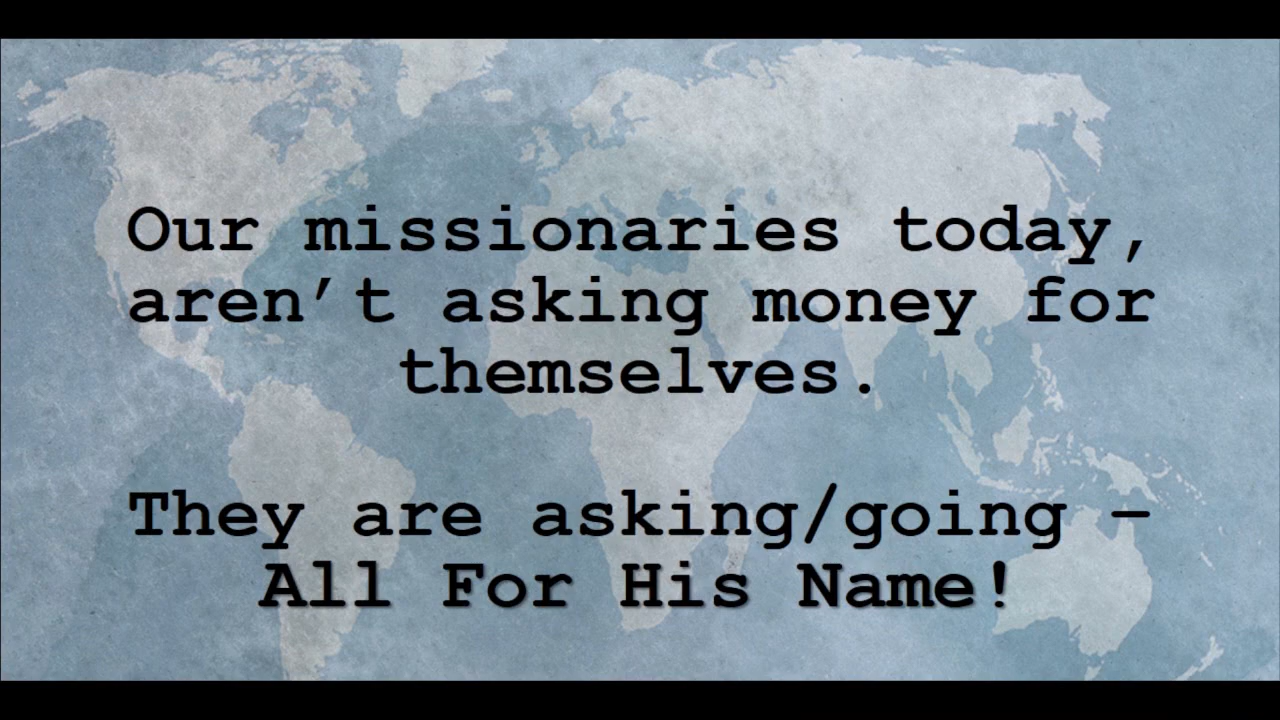 Our missionaries today,
aren’t asking money for
themselves.
They are asking/going –
All For His Name!